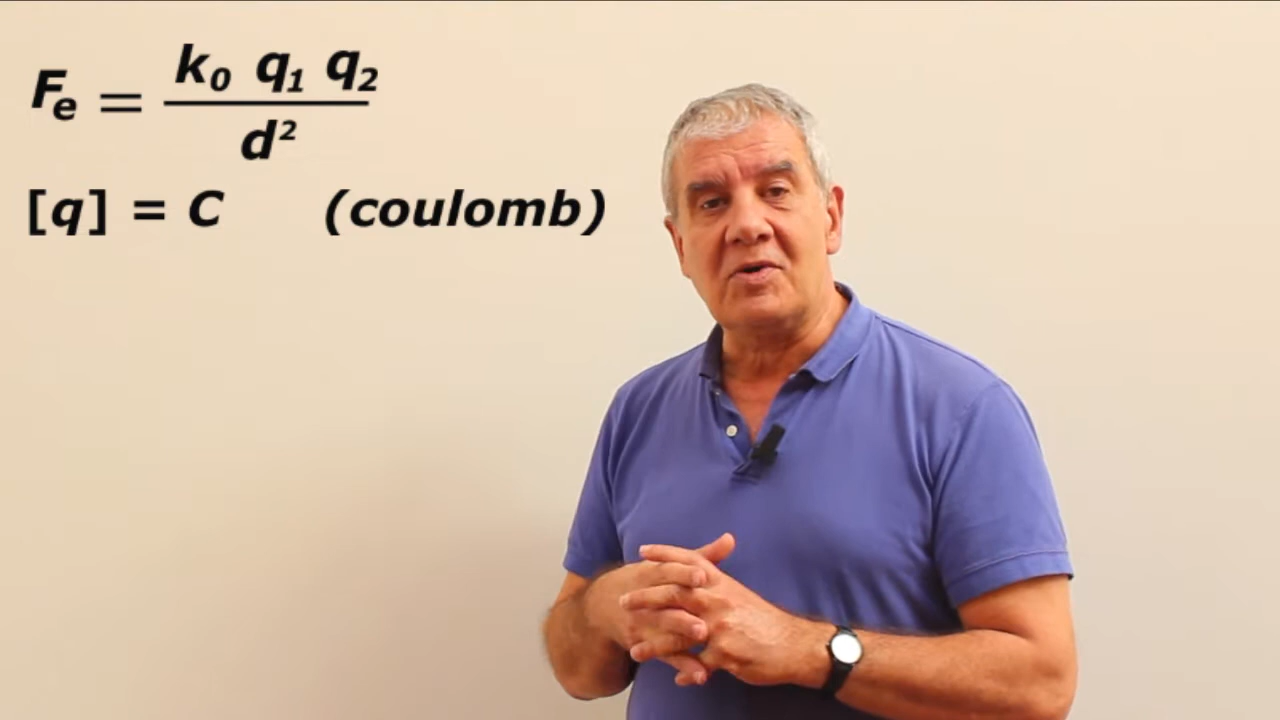 Fₑ = k₀ q₁ q₂ / d²
[q] = C (coulomb)